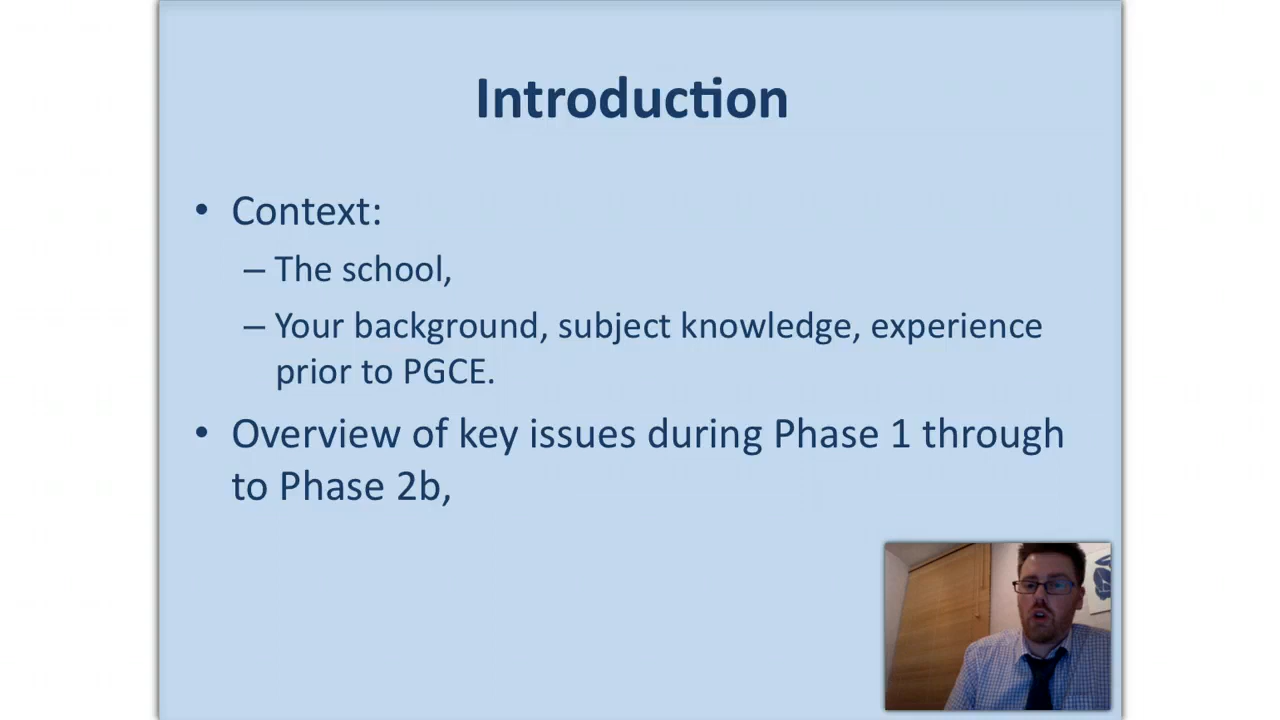 Introduction
• Context:
– The school,
– Your background, subject knowledge, experience
prior to PGCE.
• Overview of key issues during Phase 1 through
to Phase 2b,